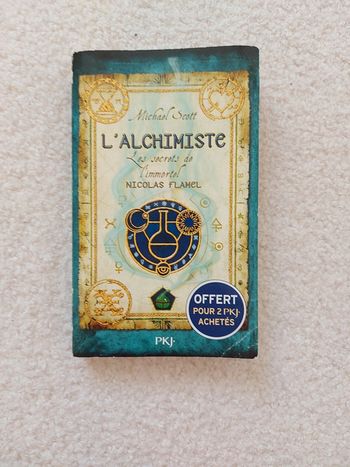 Michael Scott
L'ALCHIMISTE
Les secrets de
l'immortel
NICOLAS FLAMEL
OFFERT
POUR 2 PKJ.
ACHETÉS
PKJ.